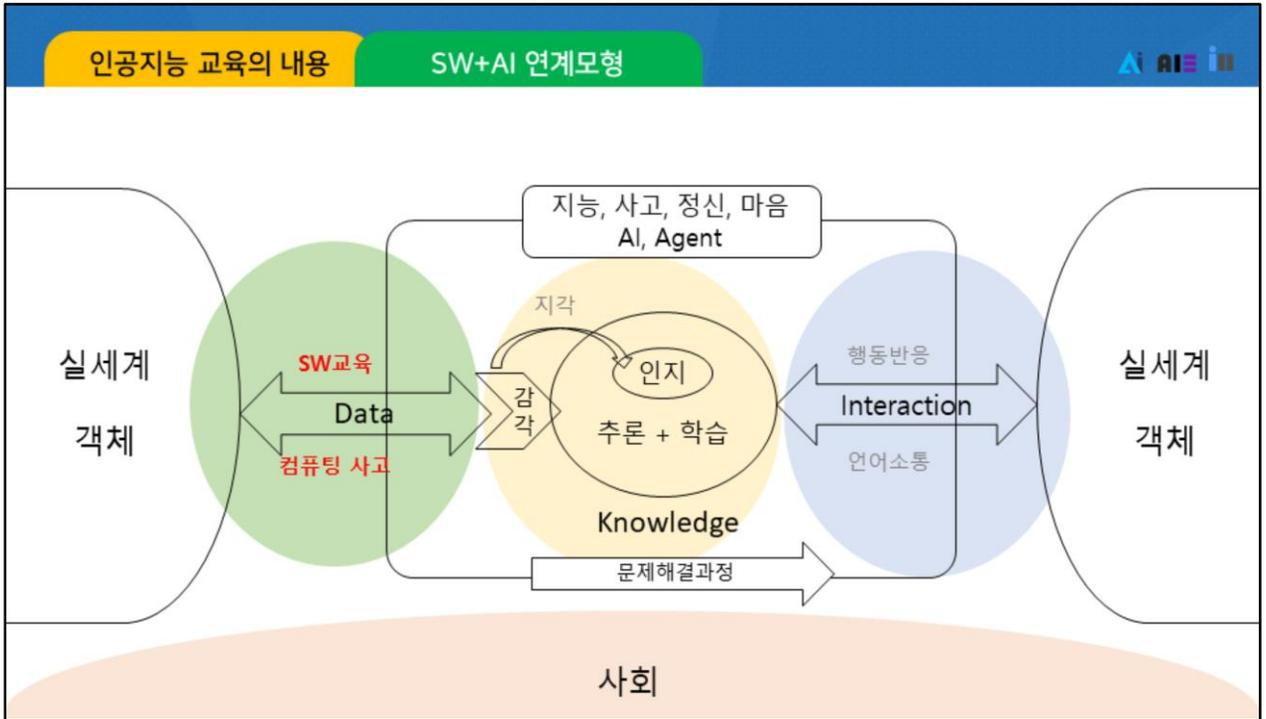 인공지능 교육의 내용
SW+AI 연계모형
Ai AIE
지능, 사고, 정신, 마음
AI, Agent
실세계
객체
SW교육
Data
컴퓨팅 사고
지각
감
각
인지
추론 + 학습
Knowledge
문제해결과정
행동반응
Interaction
언어소통
실세계
객체
사회